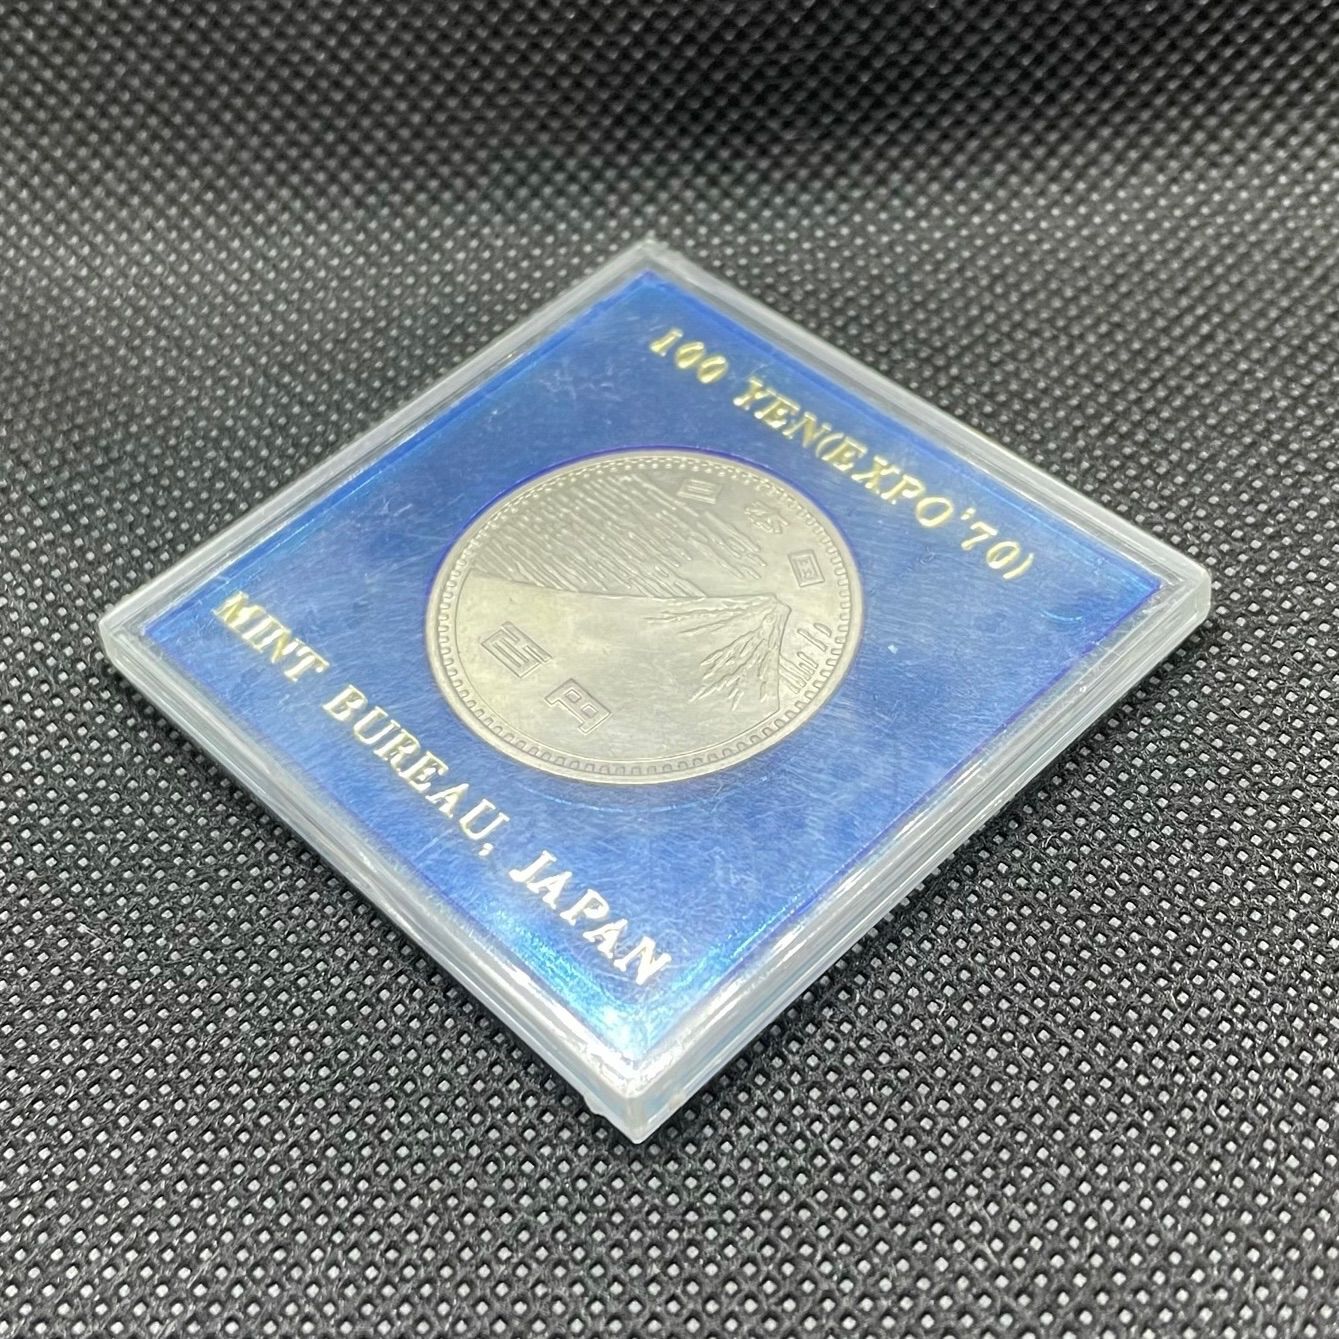 100 YEN(EXPO'70)
日本国
百円
MINT BUREAU, JAPAN